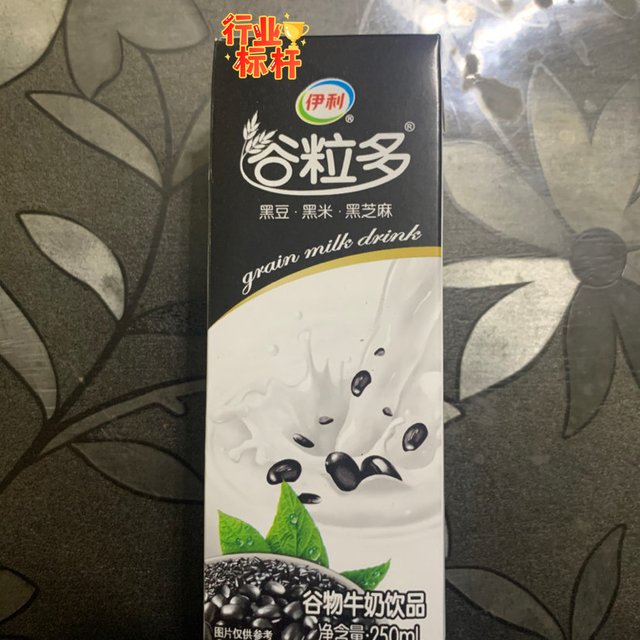 行业
标杆
伊利
®
谷粒多®
黑豆·黑米·黑芝麻
grain milk drink
谷物牛奶饮品
图片仅供参考
净含量:250ml